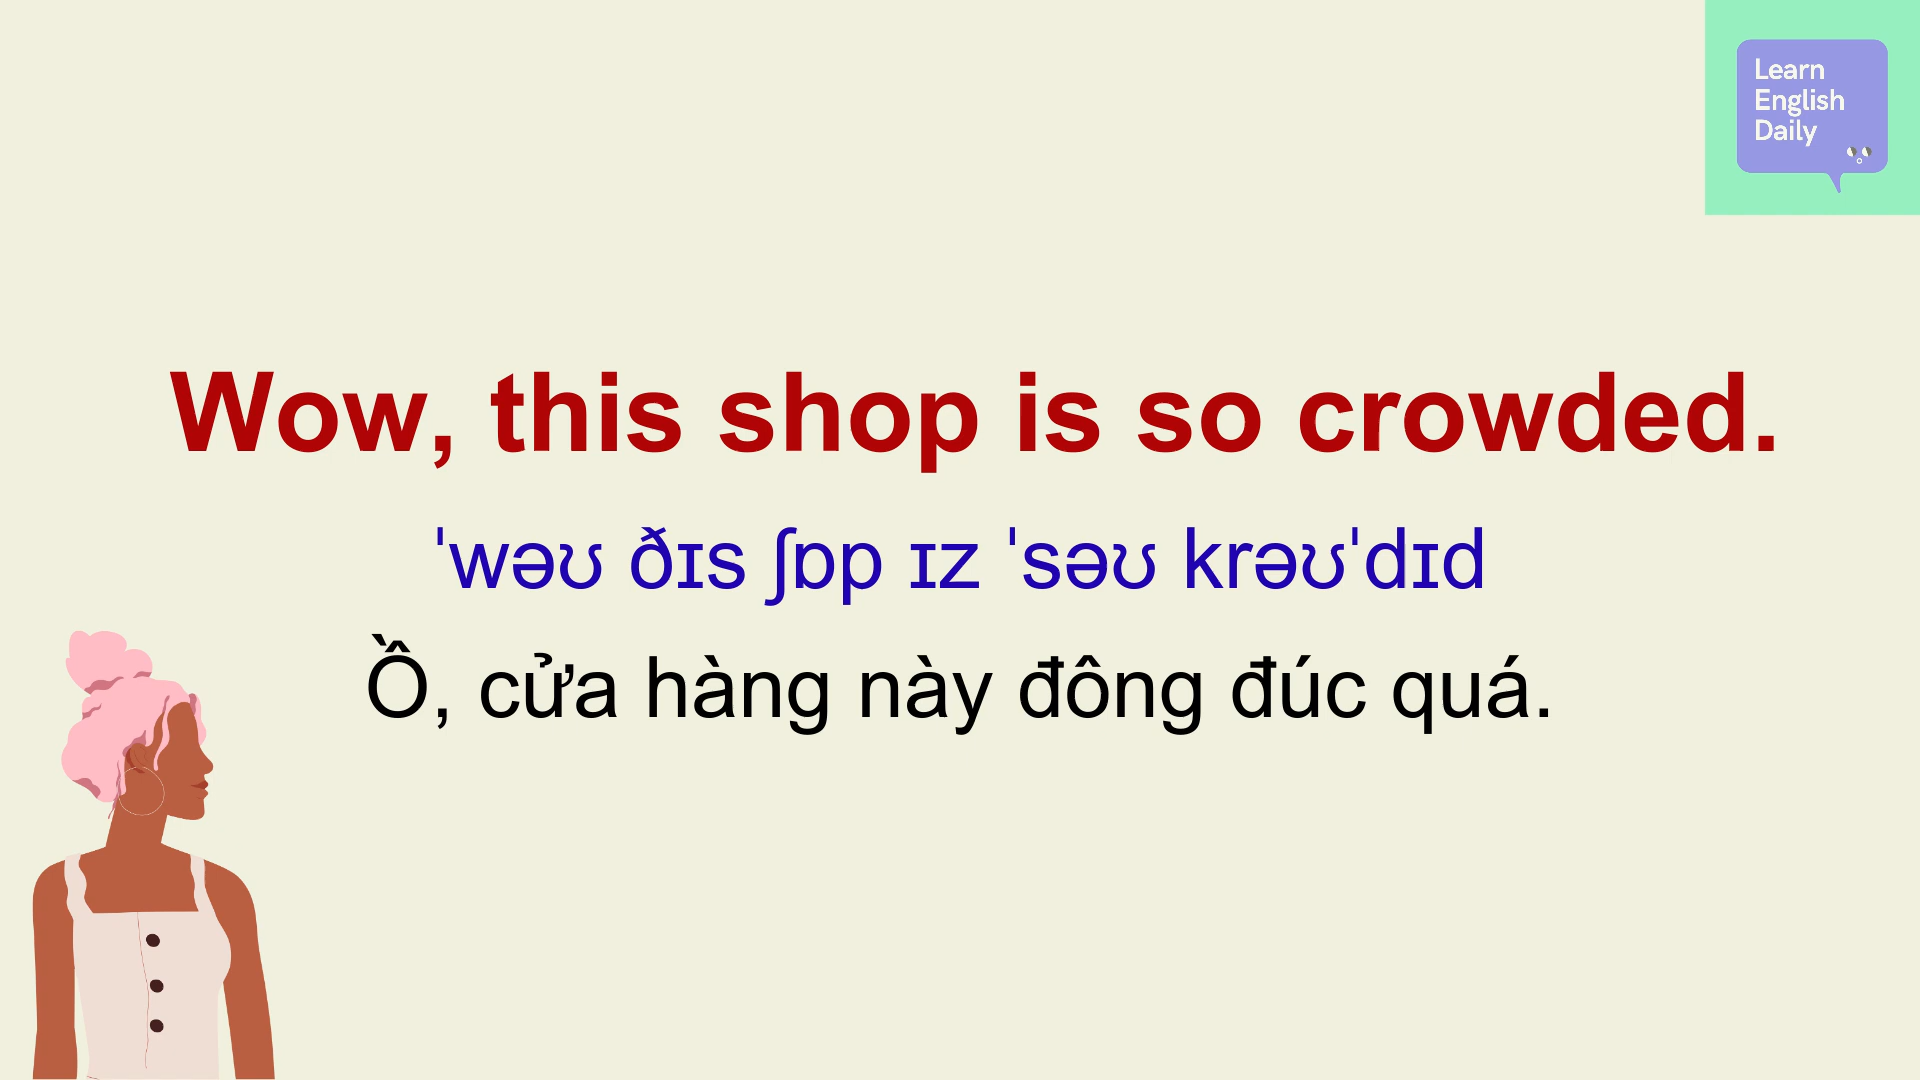 Learn
English
Daily
Wow, this shop is so crowded.
ˈwəʊ ðɪs ʃɒp ɪz ˈsəʊ krəʊˈdɪd
Ồ, cửa hàng này đông đúc quá.